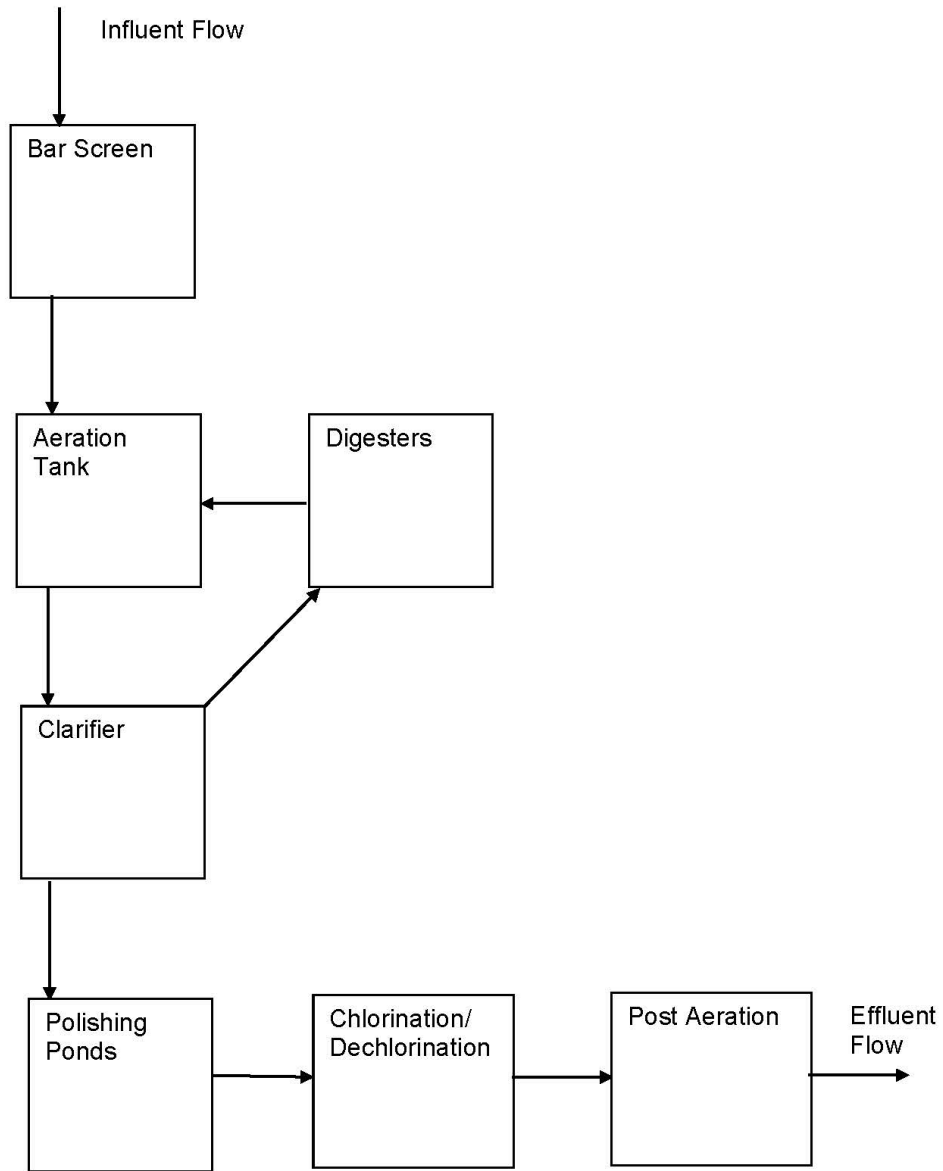 Influent Flow
Bar Screen
Aeration
Tank
Digesters
Clarifier
Polishing
Ponds
Chlorination/
Dechlorination
Post Aeration
Effluent
Flow